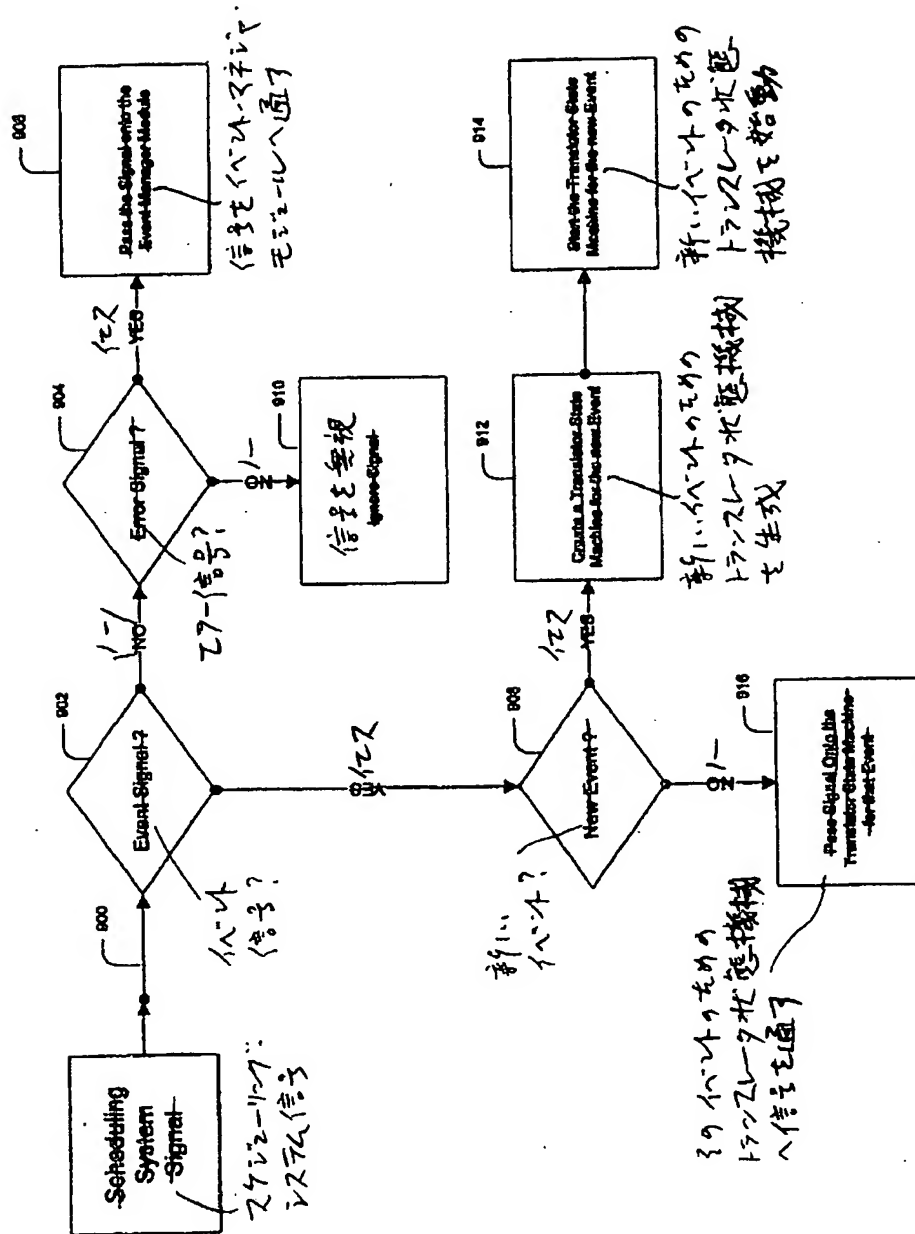 900
Scheduling
System
Signal
スケジューリング
システム信号
902
Event Signal ?
イベント
信号?
NO
ノー
904
Error Signal ?
エラー信号?
YES
イエス
908
Pass the Signal onto the
Event Manager Module
信号をイベントマネジャ
モジュールへ通す
NO
ノー
910
信号を無視
Ignore Signal
イエス
906
New Event ?
新しい
イベント?
YES
イエス
912
Create a Translator State
Machine for the new Event
新しいイベントのための
トランスレータ状態機械
を生成
914
Start the Translator State
Machine for the new Event
新しいイベントのための
トランスレータ状態
機械を始動
NO
ノー
916
Pass Signal Onto the
Translator State Machine
for that Event
そのイベントのための
トランスレータ状態機械
へ信号を通す